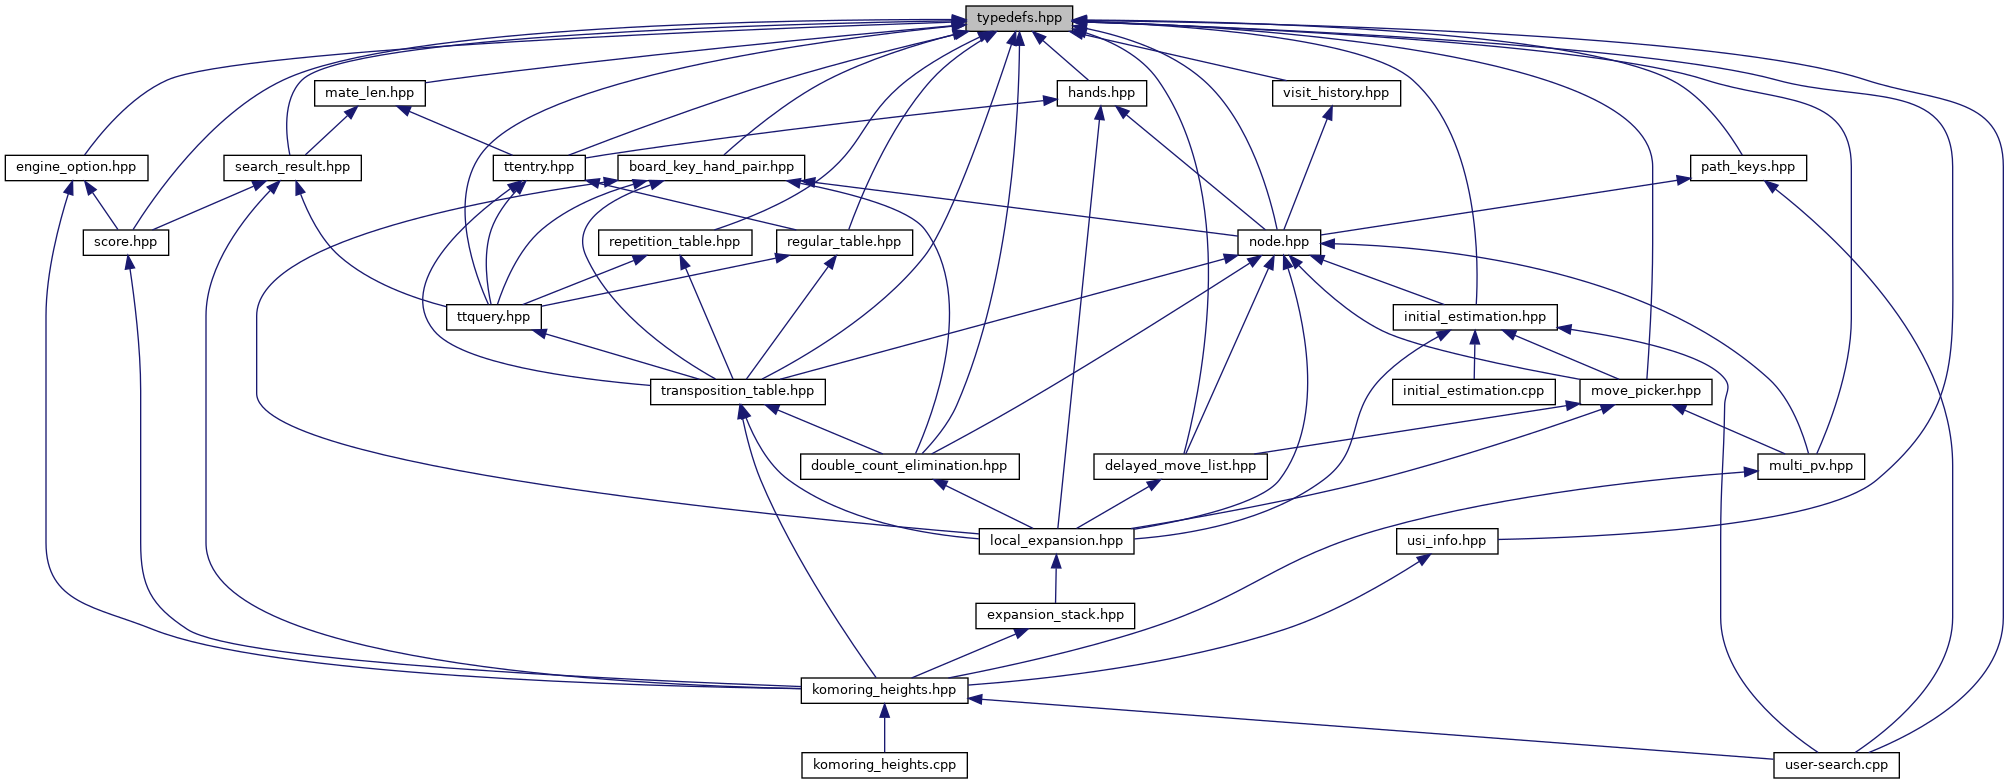 typedefs.hpp
mate_len.hpp
hands.hpp
visit_history.hpp
engine_option.hpp
search_result.hpp
ttentry.hpp
board_key_hand_pair.hpp
path_keys.hpp
score.hpp
repetition_table.hpp
regular_table.hpp
node.hpp
ttquery.hpp
initial_estimation.hpp
transposition_table.hpp
initial_estimation.cpp
move_picker.hpp
double_count_elimination.hpp
delayed_move_list.hpp
multi_pv.hpp
local_expansion.hpp
usi_info.hpp
expansion_stack.hpp
komoring_heights.hpp
komoring_heights.cpp
user-search.cpp